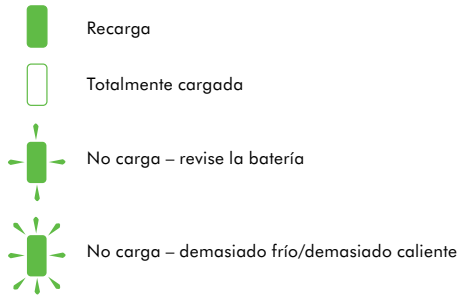 Recarga
Totalmente cargada
No carga – revise la batería
No carga – demasiado frío/demasiado caliente